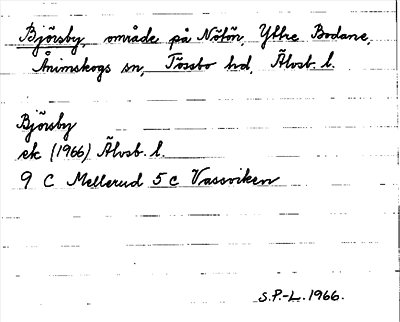 Björsby, område på Nötön, Yttre Bodane,
Ånimskogs sn, Tössbo hd, Älvsb. l.
Björsby
ek (1966) Älvsb. l.
9 C Mellerud 5 c Vassviken
S.P.-L. 1966.